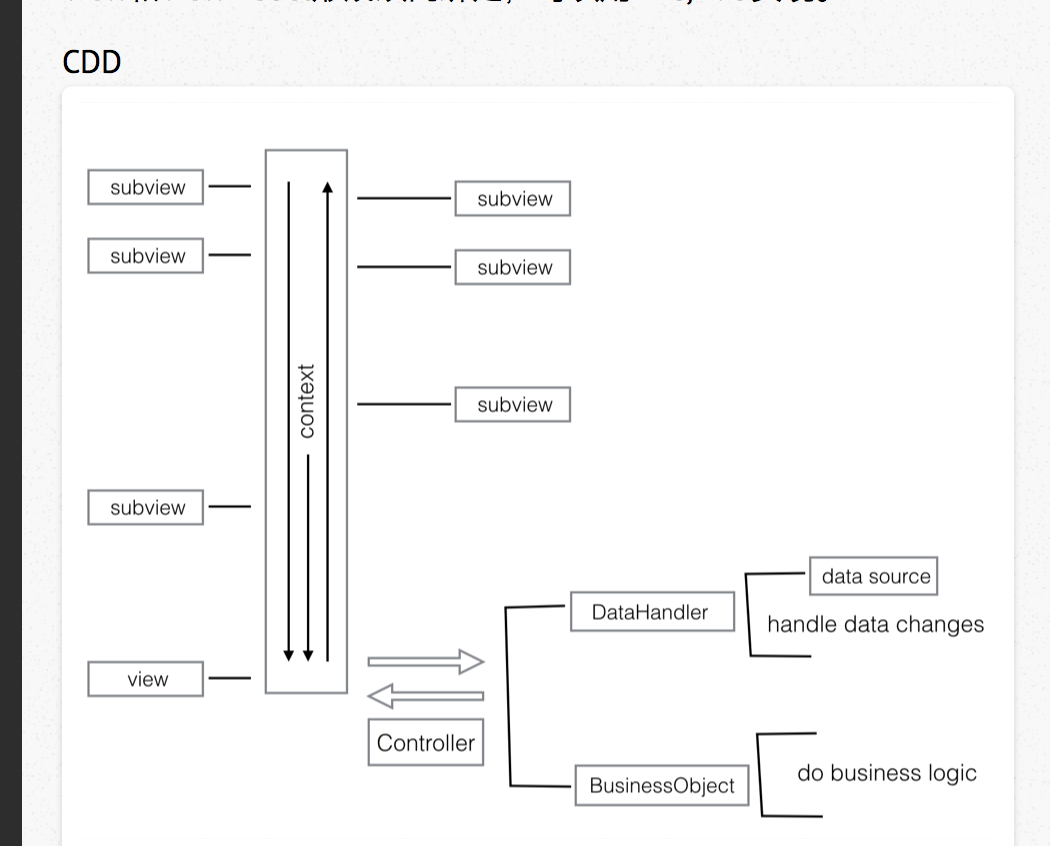 CDD
subview
subview
subview
subview
context
subview
subview
data source
DataHandler
handle data changes
view
Controller
do business logic
BusinessObject